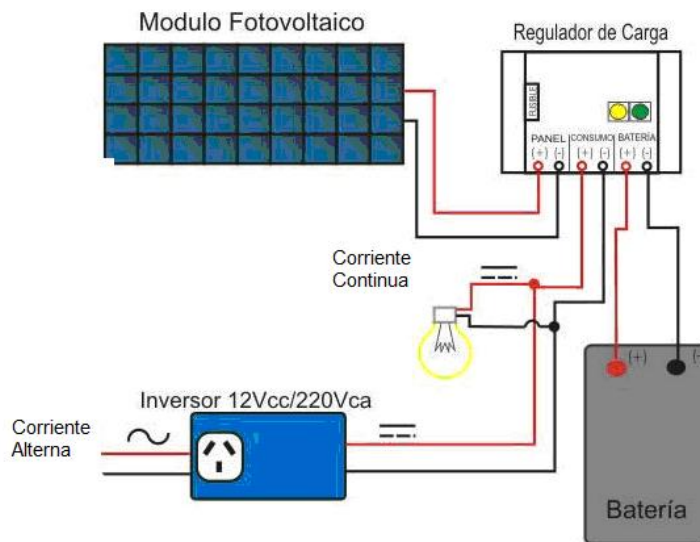 Modulo Fotovoltaico
Regulador de Carga
FUSIBLE
PANEL CONSUMO BATERÍA
(+) (-) (+) (-) (+) (-)
Corriente
Continua
(+) (-
Inversor 12Vcc/220Vca
Corriente
Alterna
Batería